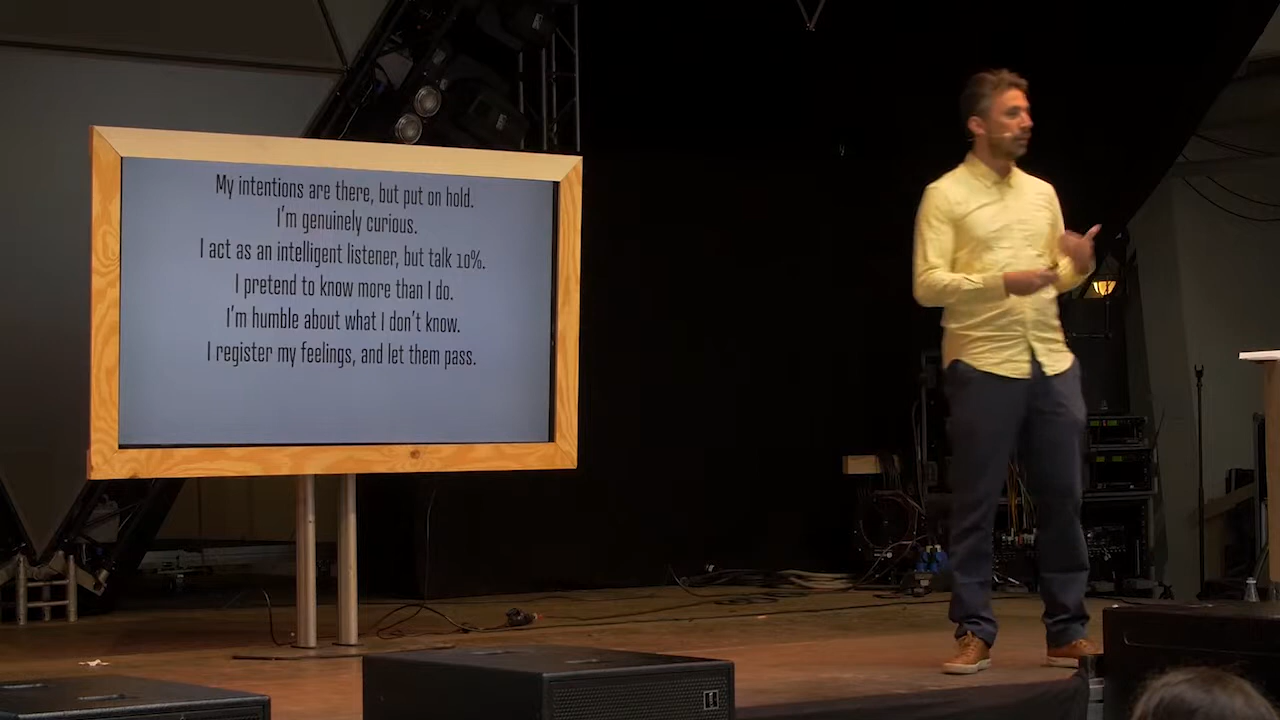 My intentions are there, but put on hold.
I'm genuinely curious.
I act as an intelligent listener, but talk 10%.
I pretend to know more than I do.
I'm humble about what I don't know.
I register my feelings, and let them pass.